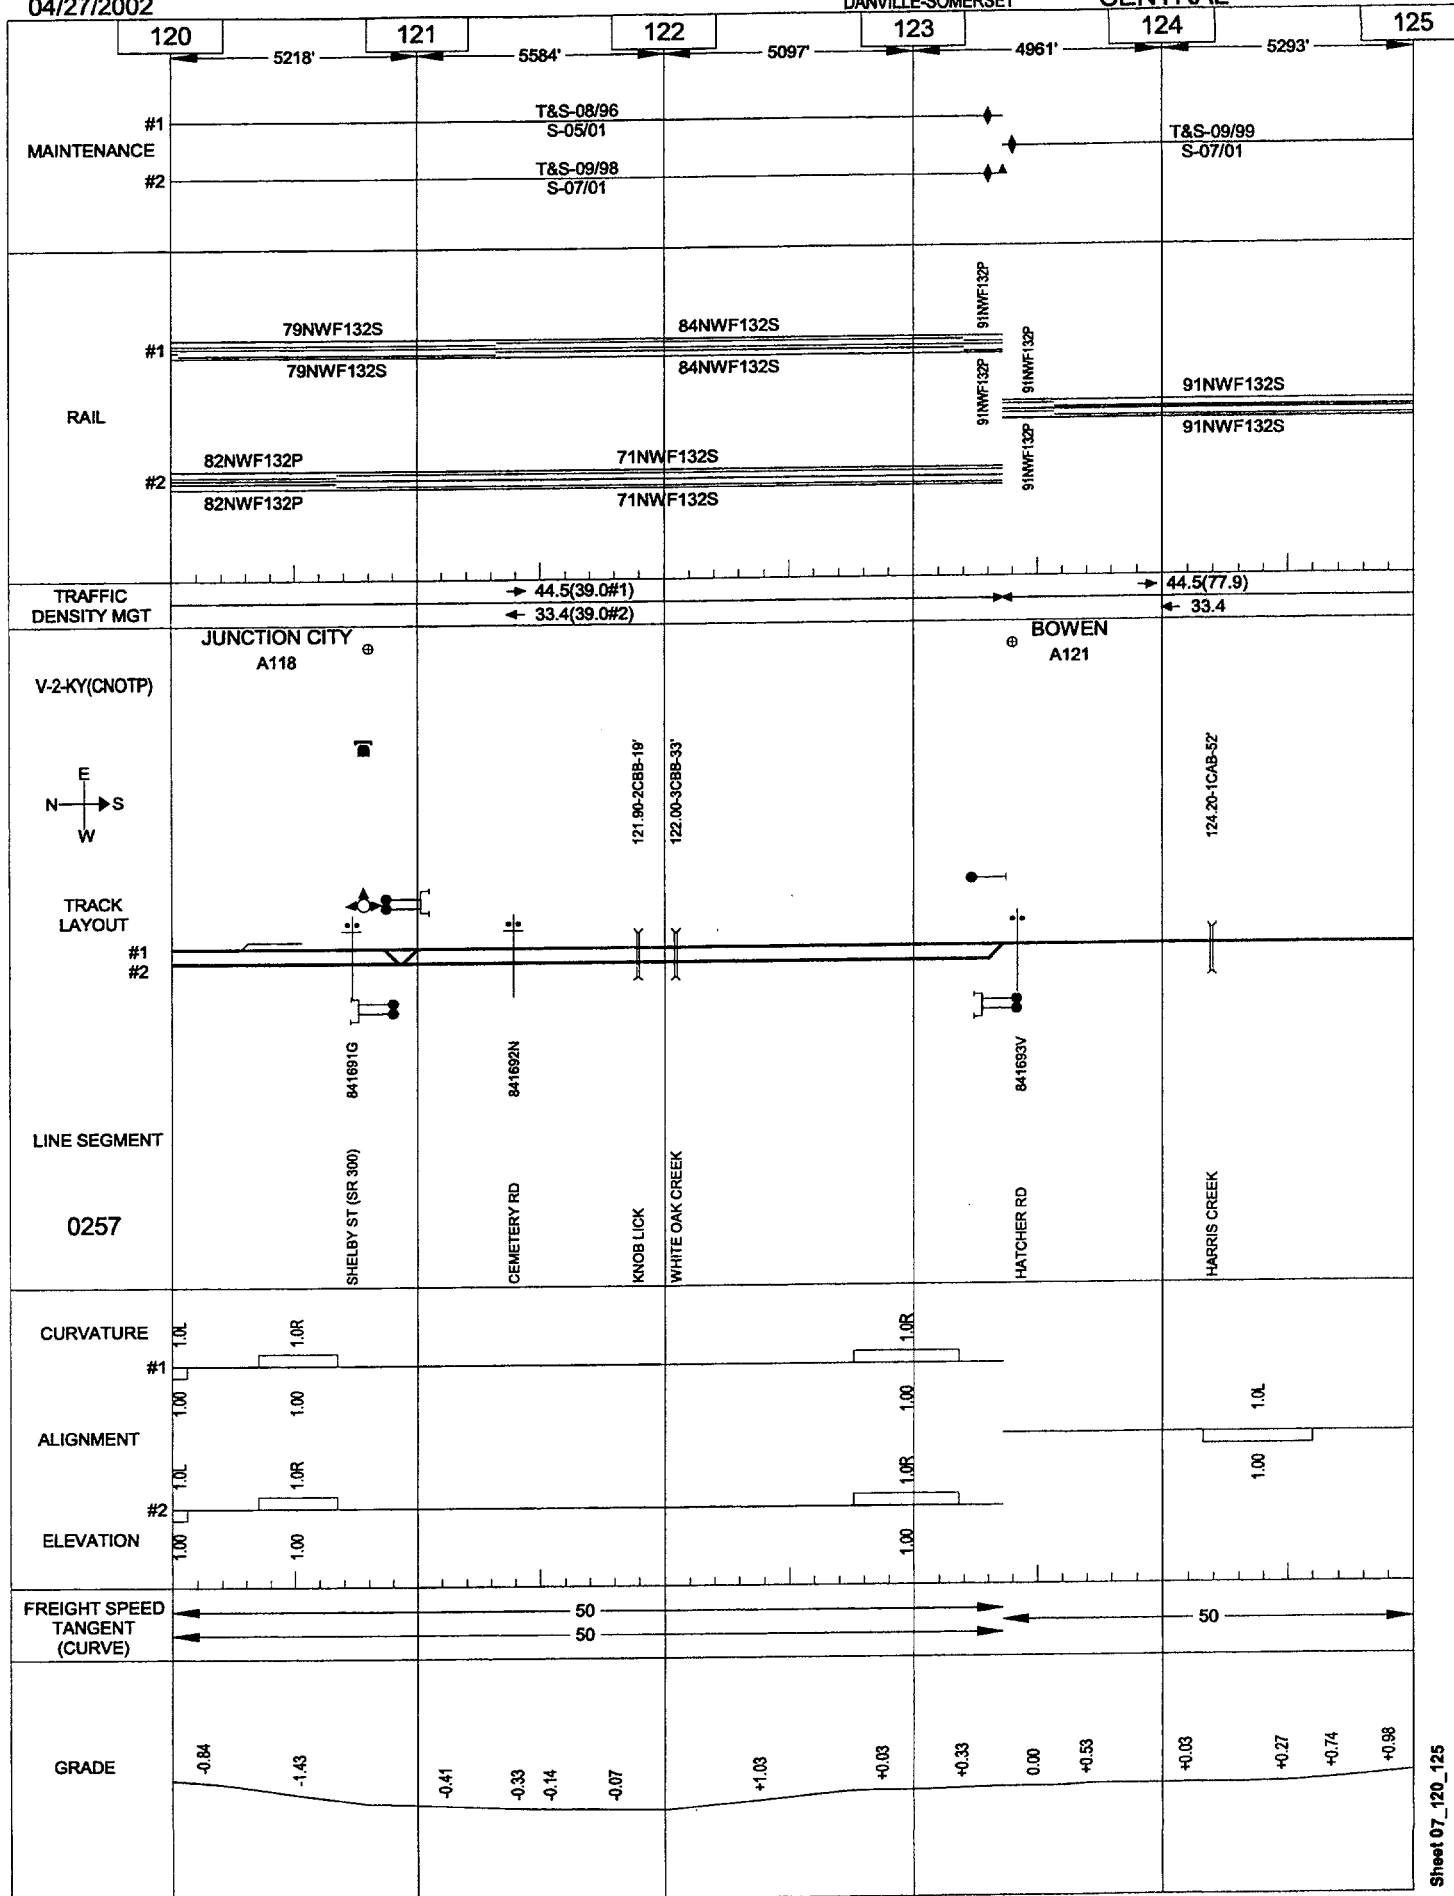 04/27/2002
DANVILLE-SOMERSET
CENTRAL
120 121 122 123 124 125
5218' 5584' 5097' 4961' 5293'
MAINTENANCE
#1
T&S-08/96
S-05/01
T&S-09/99
S-07/01
#2
T&S-09/98
S-07/01
RAIL
#1
79NWF132S
79NWF132S
84NWF132S
84NWF132S
91NWF132P
91NWF132P
91NWF132P
91NWF132P
91NWF132S
91NWF132S
#2
82NWF132P
82NWF132P
71NWF132S
71NWF132S
TRAFFIC
DENSITY MGT
44.5(39.0#1)
33.4(39.0#2)
44.5(77.9)
33.4
JUNCTION CITY
A118
BOWEN
A121
V-2-KY(CNOTP)
E
N S
W
121.90-2CBB-19'
122.00-3CBB-33'
124.20-1CAB-52'
TRACK
LAYOUT
#1
#2
841691G
841692N
841693V
LINE SEGMENT
0257
SHELBY ST (SR 300)
CEMETERY RD
KNOB LICK
WHITE OAK CREEK
HATCHER RD
HARRIS CREEK
CURVATURE
#1
1.0L
1.0R
1.0R
1.00
1.00
1.00
ALIGNMENT
1.0L
1.00
#2
1.0L
1.0R
1.0R
1.00
1.00
1.00
ELEVATION
FREIGHT SPEED
TANGENT
(CURVE)
50
50
50
GRADE
-0.84
-1.43
-0.41
-0.33
-0.14
-0.07
+1.03
+0.03
+0.33
0.00
+0.53
+0.03
+0.27
+0.74
+0.98
Sheet 07_120_125